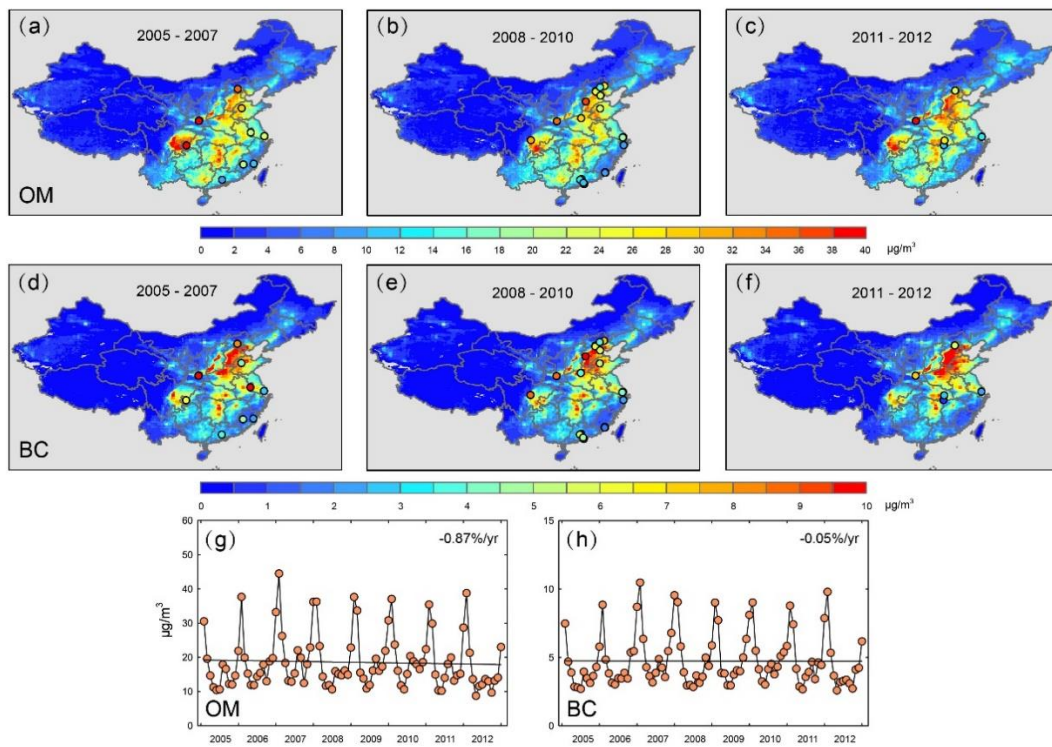 (a) 2005 - 2007
OM
(b) 2008 - 2010
(c) 2011 - 2012
0 2 4 6 8 10 12 14 16 18 20 22 24 26 28 30 32 34 36 38 40 µg/m³
(d) 2005 - 2007
BC
(e) 2008 - 2010
(f) 2011 - 2012
0 1 2 3 4 5 6 7 8 9 10 µg/m³
(g) -0.87%/yr
µg/m³
60
50
40
30
20
10
0
OM
2005 2006 2007 2008 2009 2010 2011 2012
(h) -0.05%/yr
15
10
5
0
BC
2005 2006 2007 2008 2009 2010 2011 2012